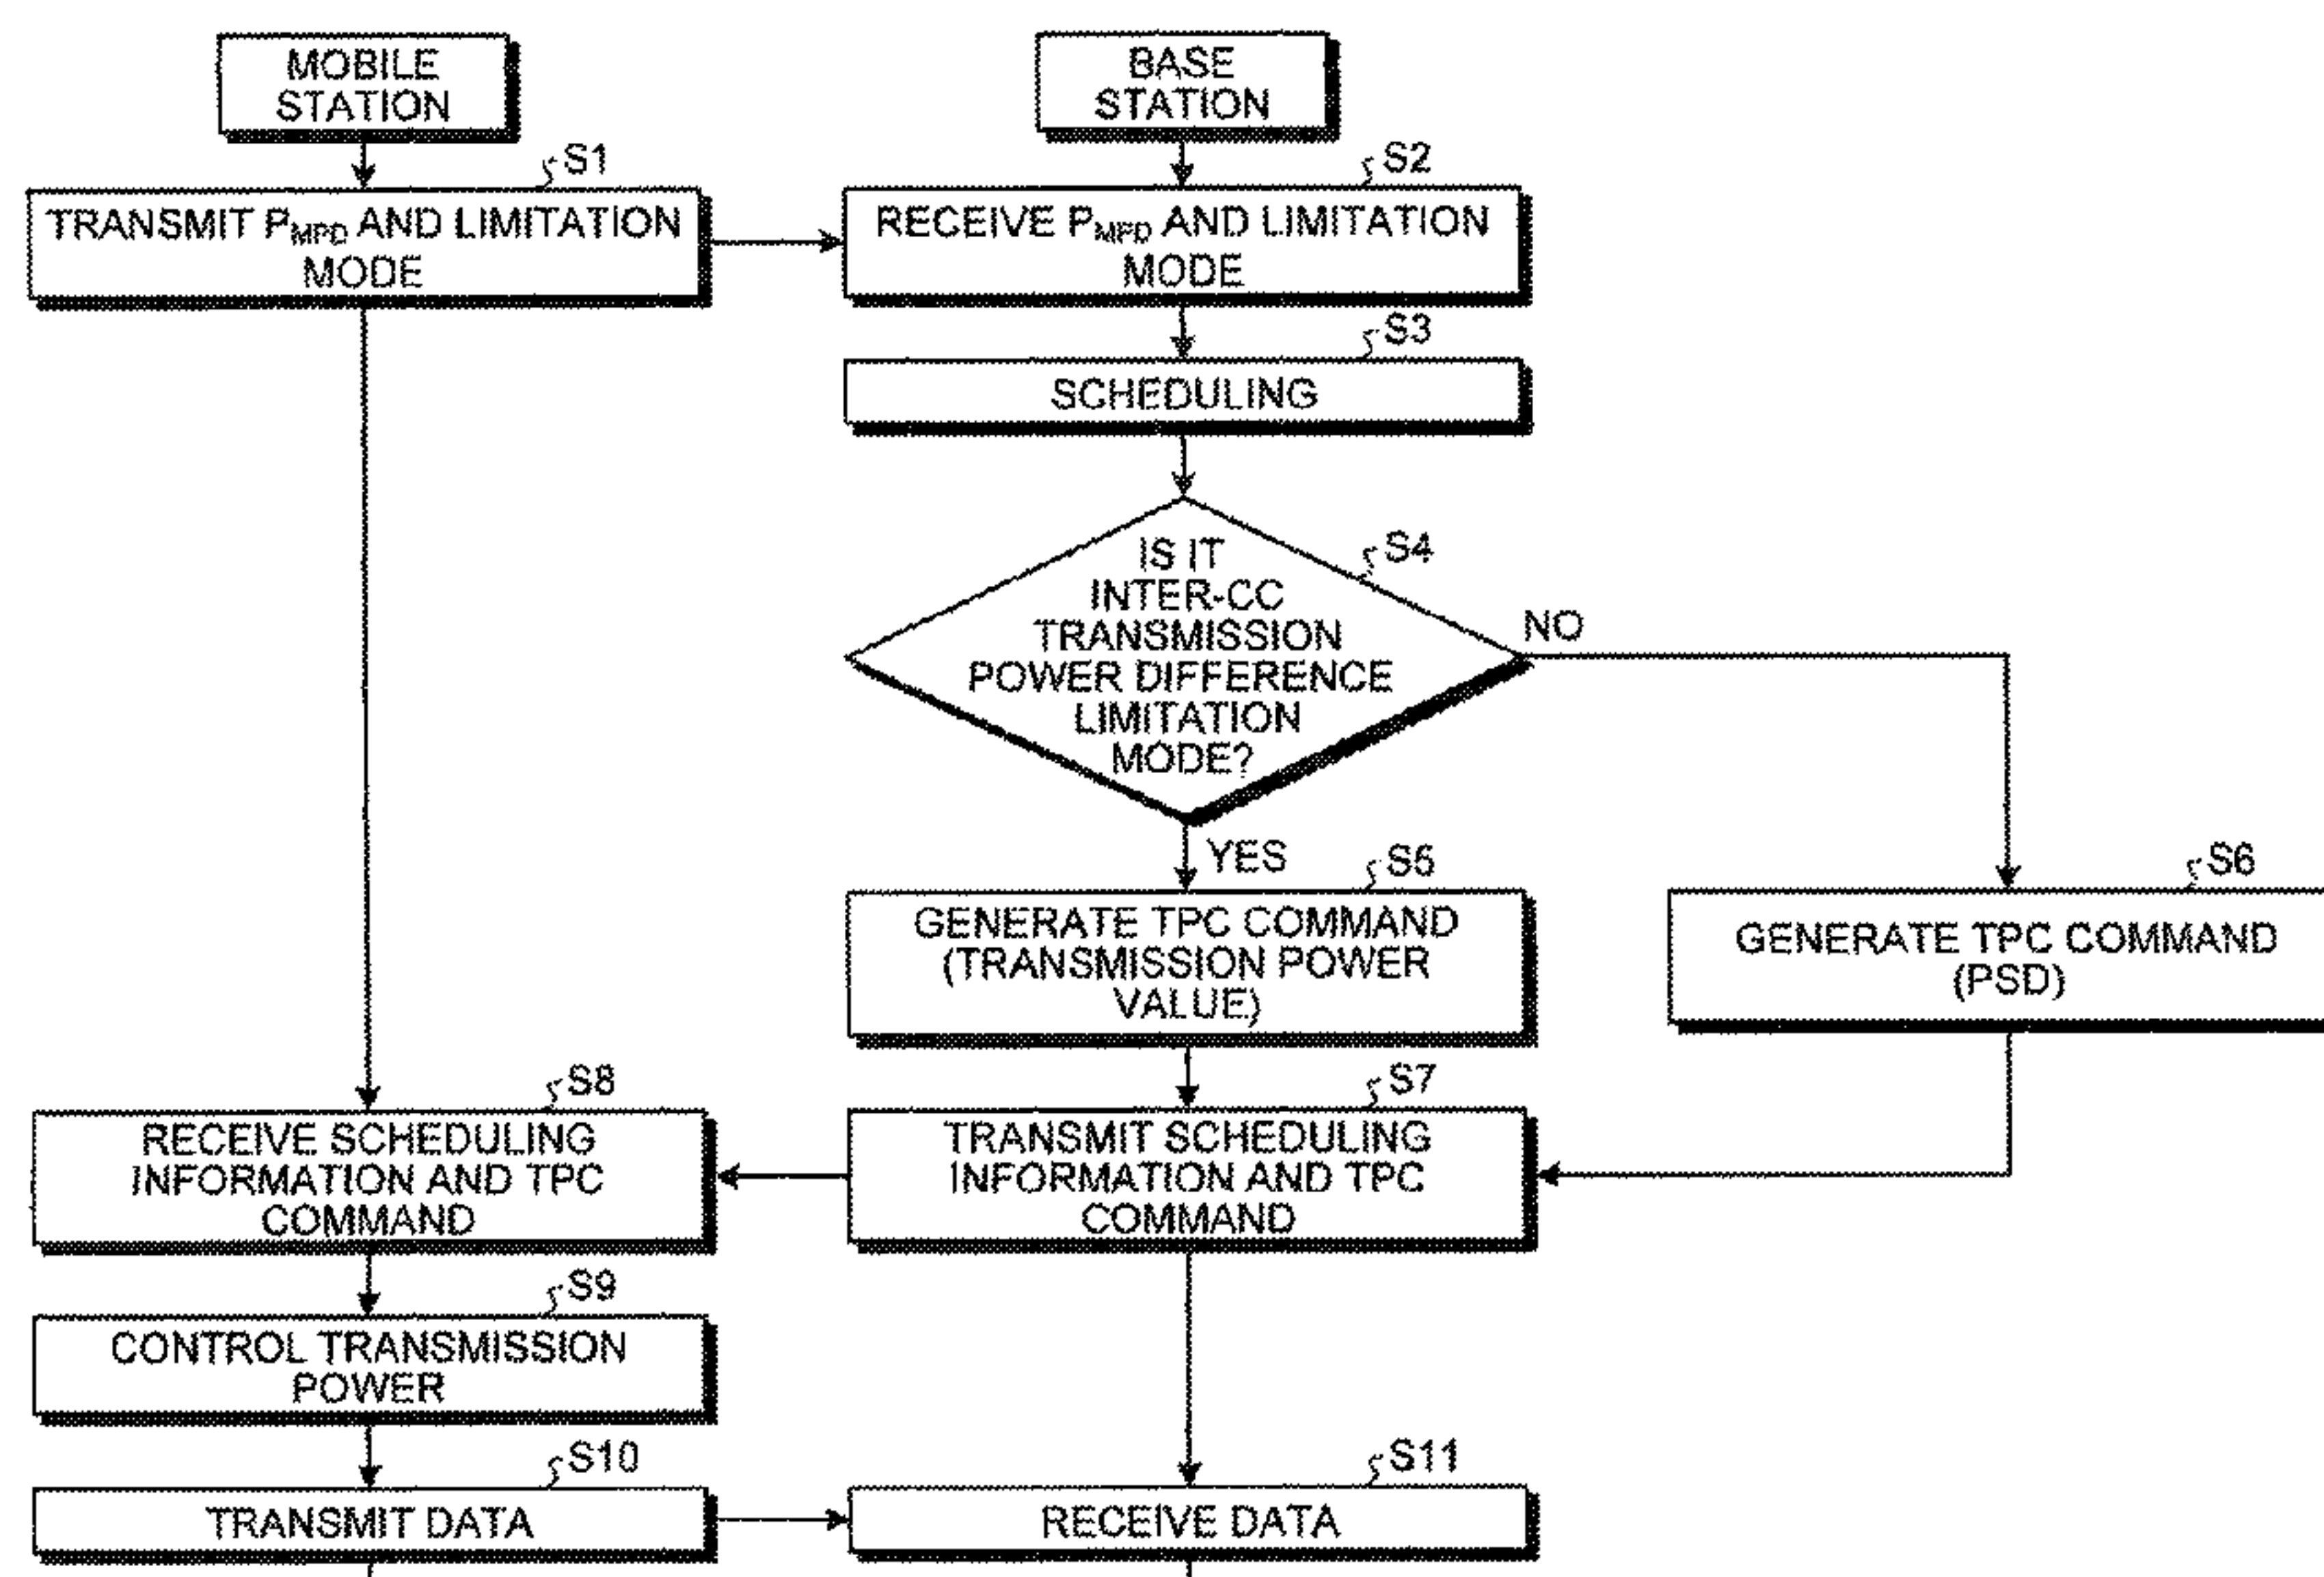 MOBILE
STATION
BASE
STATION
S1
TRANSMIT PMPD AND LIMITATION
MODE
S2
RECEIVE PMPD AND LIMITATION
MODE
S3
SCHEDULING
S4
IS IT
INTER-CC
TRANSMISSION
POWER DIFFERENCE
LIMITATION
MODE?
NO
YES
S5
GENERATE TPC COMMAND
(TRANSMISSION POWER
VALUE)
S6
GENERATE TPC COMMAND
(PSD)
S8
RECEIVE SCHEDULING
INFORMATION AND TPC
COMMAND
S7
TRANSMIT SCHEDULING
INFORMATION AND TPC
COMMAND
S9
CONTROL TRANSMISSION
POWER
S10
TRANSMIT DATA
S11
RECEIVE DATA